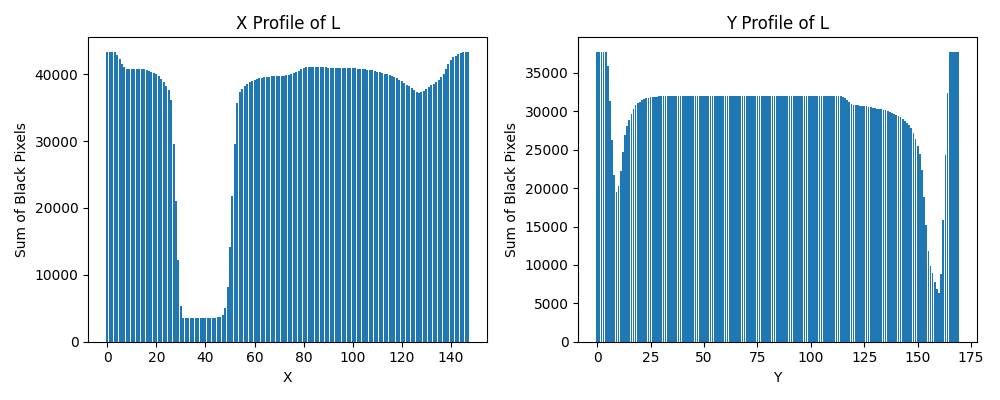 X Profile of L
Sum of Black Pixels
40000
30000
20000
10000
0
0 20 40 60 80 100 120 140
X
Y Profile of L
Sum of Black Pixels
35000
30000
25000
20000
15000
10000
5000
0
0 25 50 75 100 125 150 175
Y